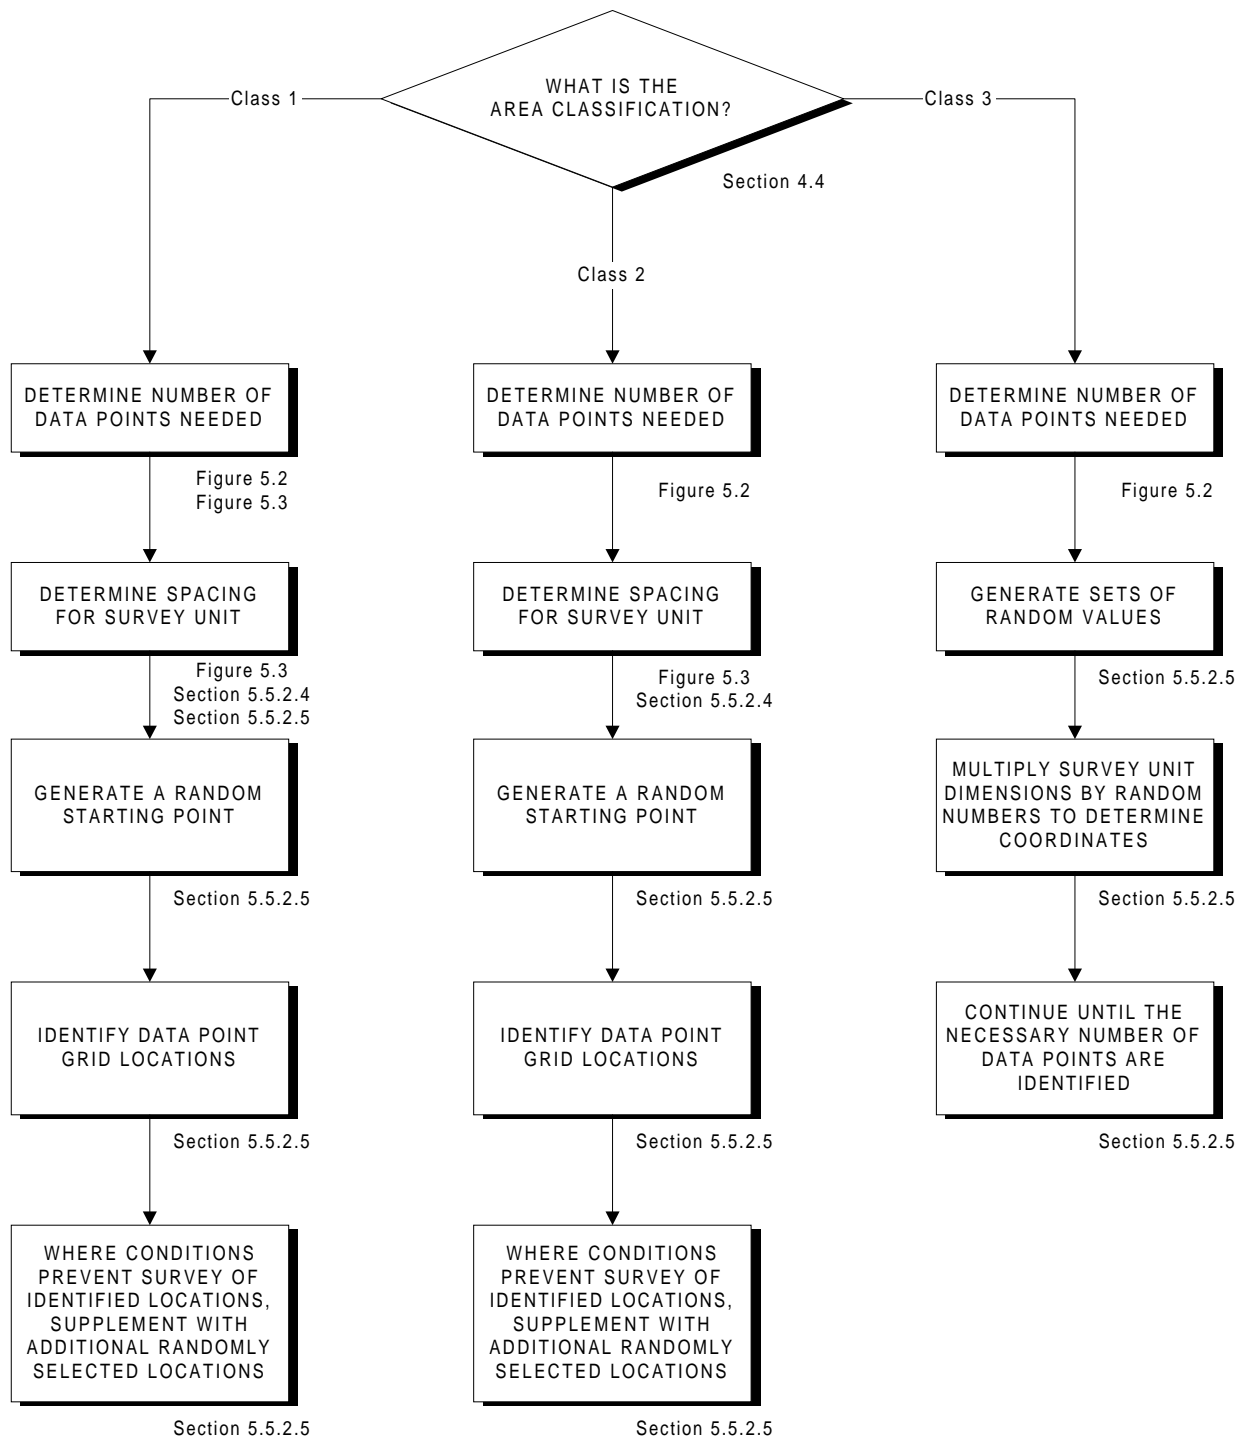 WHAT IS THE
AREA CLASSIFICATION?
Section 4.4
Class 1
Class 2
Class 3
DETERMINE NUMBER OF
DATA POINTS NEEDED
Figure 5.2
Figure 5.3
DETERMINE SPACING
FOR SURVEY UNIT
Figure 5.3
Section 5.5.2.4
Section 5.5.2.5
GENERATE A RANDOM
STARTING POINT
Section 5.5.2.5
IDENTIFY DATA POINT
GRID LOCATIONS
Section 5.5.2.5
WHERE CONDITIONS
PREVENT SURVEY OF
IDENTIFIED LOCATIONS,
SUPPLEMENT WITH
ADDITIONAL RANDOMLY
SELECTED LOCATIONS
Section 5.5.2.5
DETERMINE NUMBER OF
DATA POINTS NEEDED
Figure 5.2
DETERMINE SPACING
FOR SURVEY UNIT
Figure 5.3
Section 5.5.2.4
GENERATE A RANDOM
STARTING POINT
Section 5.5.2.5
IDENTIFY DATA POINT
GRID LOCATIONS
Section 5.5.2.5
WHERE CONDITIONS
PREVENT SURVEY OF
IDENTIFIED LOCATIONS,
SUPPLEMENT WITH
ADDITIONAL RANDOMLY
SELECTED LOCATIONS
Section 5.5.2.5
DETERMINE NUMBER OF
DATA POINTS NEEDED
Figure 5.2
GENERATE SETS OF
RANDOM VALUES
Section 5.5.2.5
MULTIPLY SURVEY UNIT
DIMENSIONS BY RANDOM
NUMBERS TO DETERMINE
COORDINATES
Section 5.5.2.5
CONTINUE UNTIL THE
NECESSARY NUMBER OF
DATA POINTS ARE
IDENTIFIED
Section 5.5.2.5